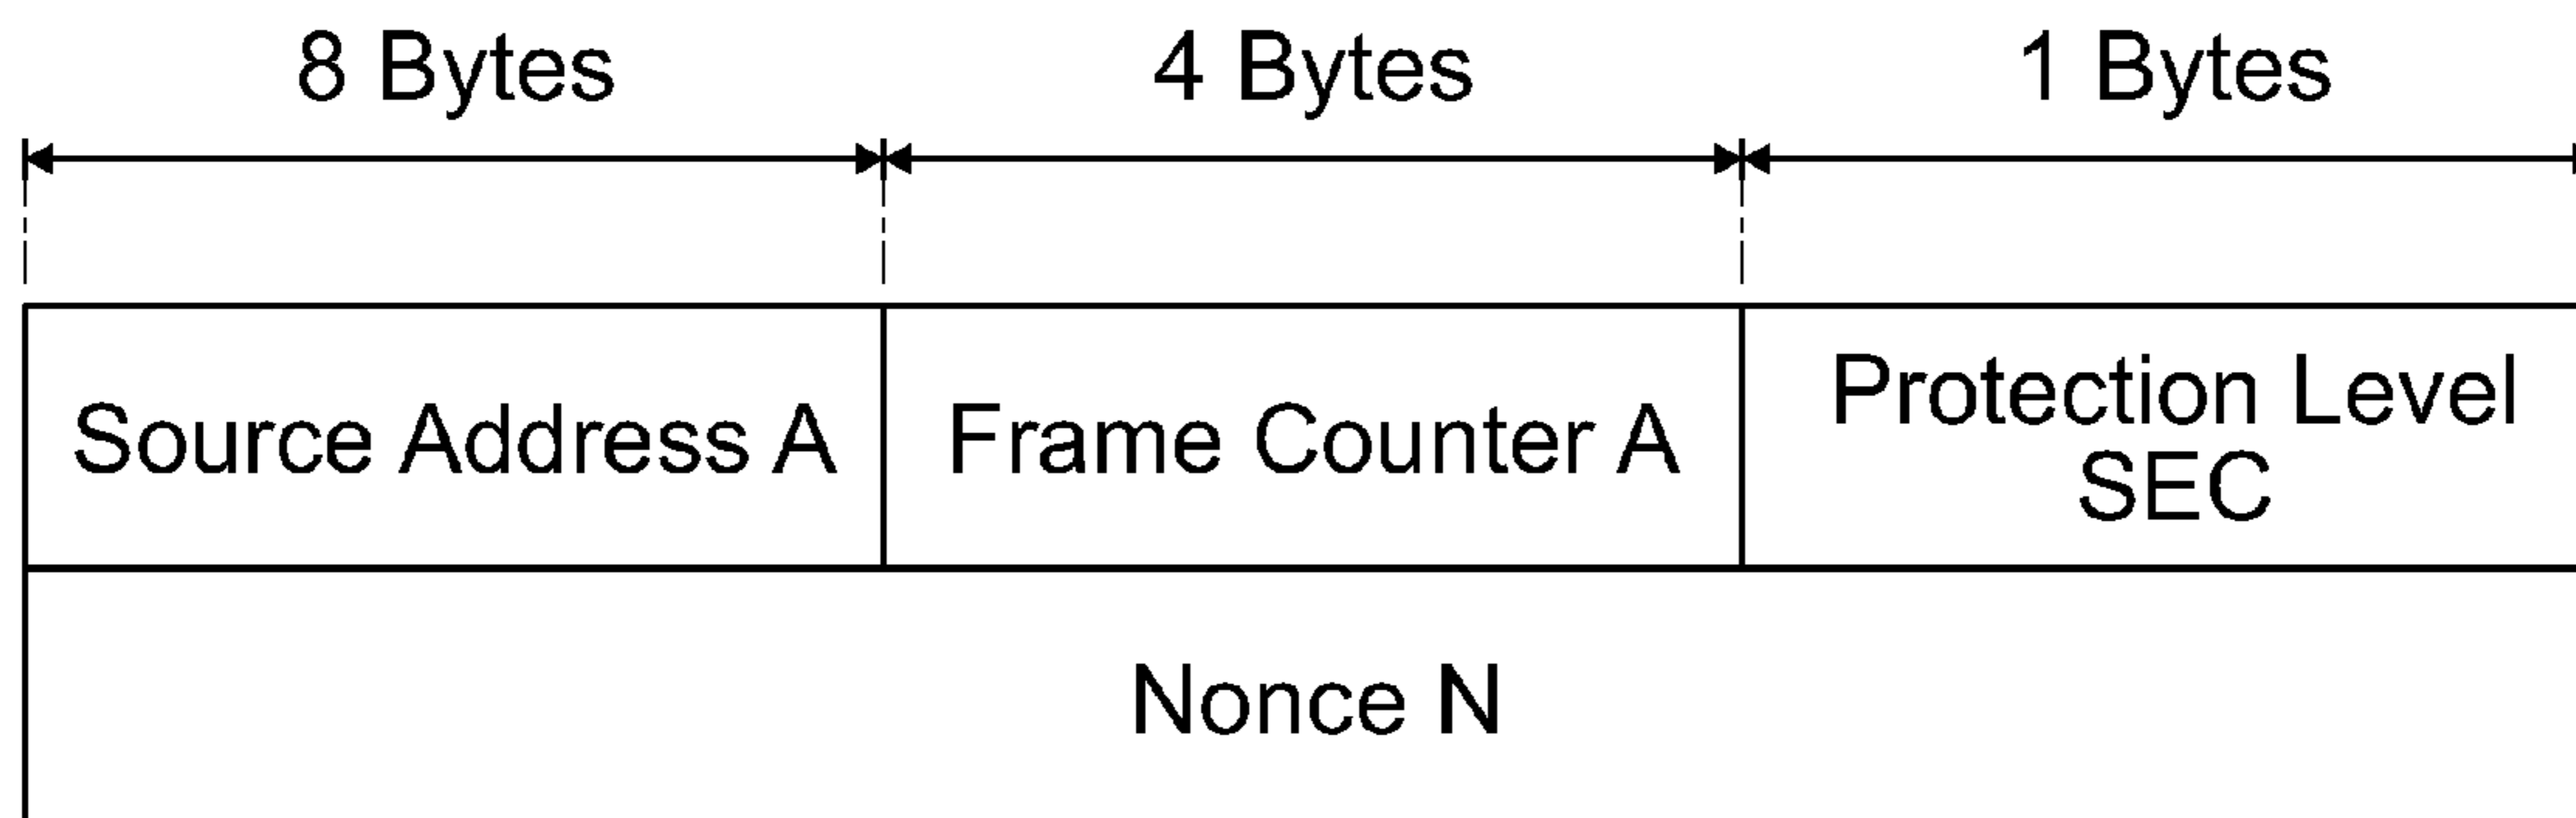 8 Bytes
4 Bytes
1 Bytes
Source Address A
Frame Counter A
Protection Level
SEC
Nonce N